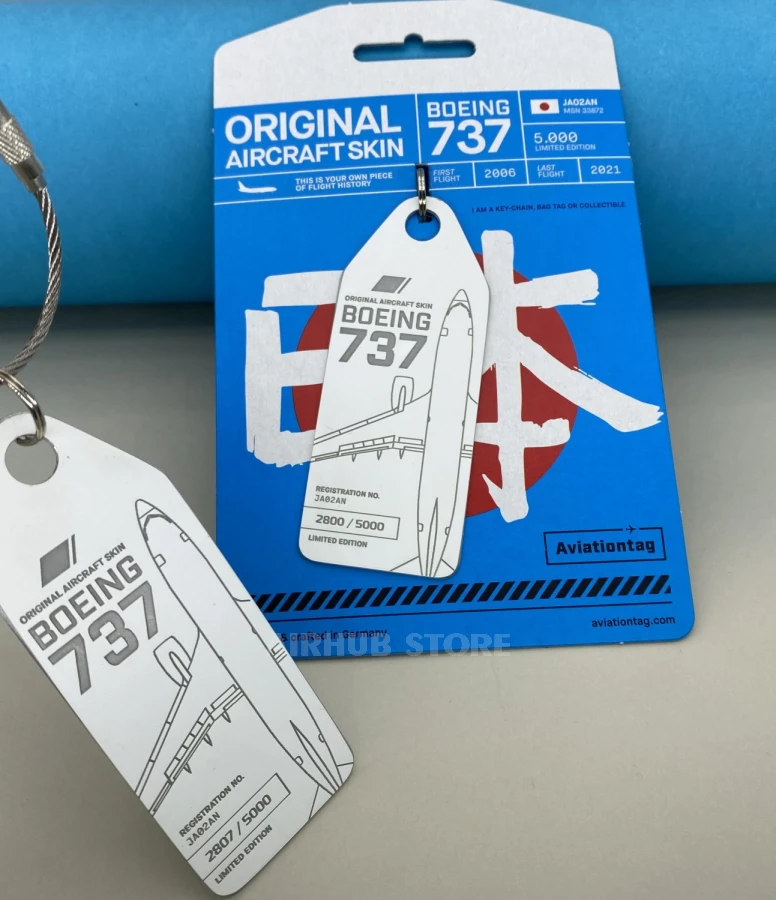 ORIGINAL
AIRCRAFT SKIN
BOEING
737
JA02AN
MSN 33872
5.000
LIMITED EDITION
THIS IS YOUR OWN PIECE
OF FLIGHT HISTORY
FIRST
FLIGHT
2006
LAST
FLIGHT
2021
I AM A KEY-CHAIN, BAG TAG OR COLLECTIBLE
日本
ORIGINAL AIRCRAFT SKIN
BOEING
737
REGISTRATION NO.
JA02AN
2800 / 5000
LIMITED EDITION
Aviationtag
& crafted in Germany
aviationtag.com
AIRHUB STORE
ORIGINAL AIRCRAFT SKIN
BOEING
737
REGISTRATION NO.
JA02AN
2807 / 5000
LIMITED EDITION